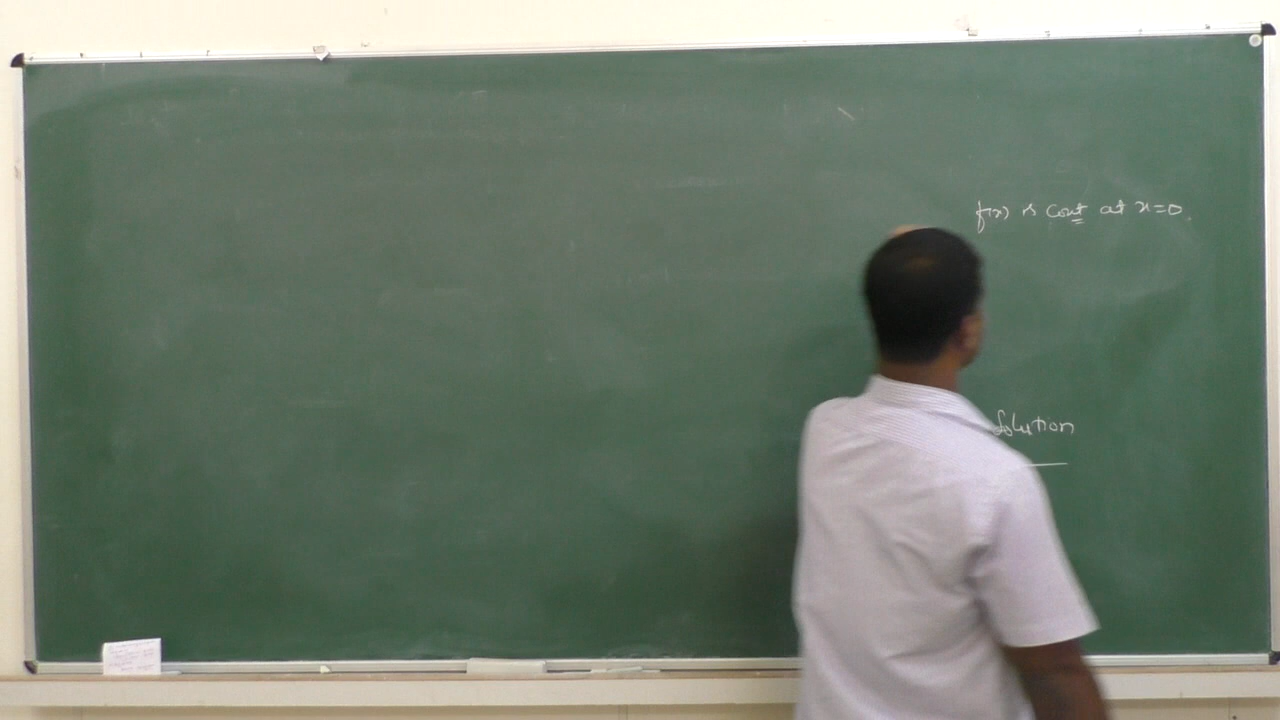 f(x) is cont at x=0.
Solution